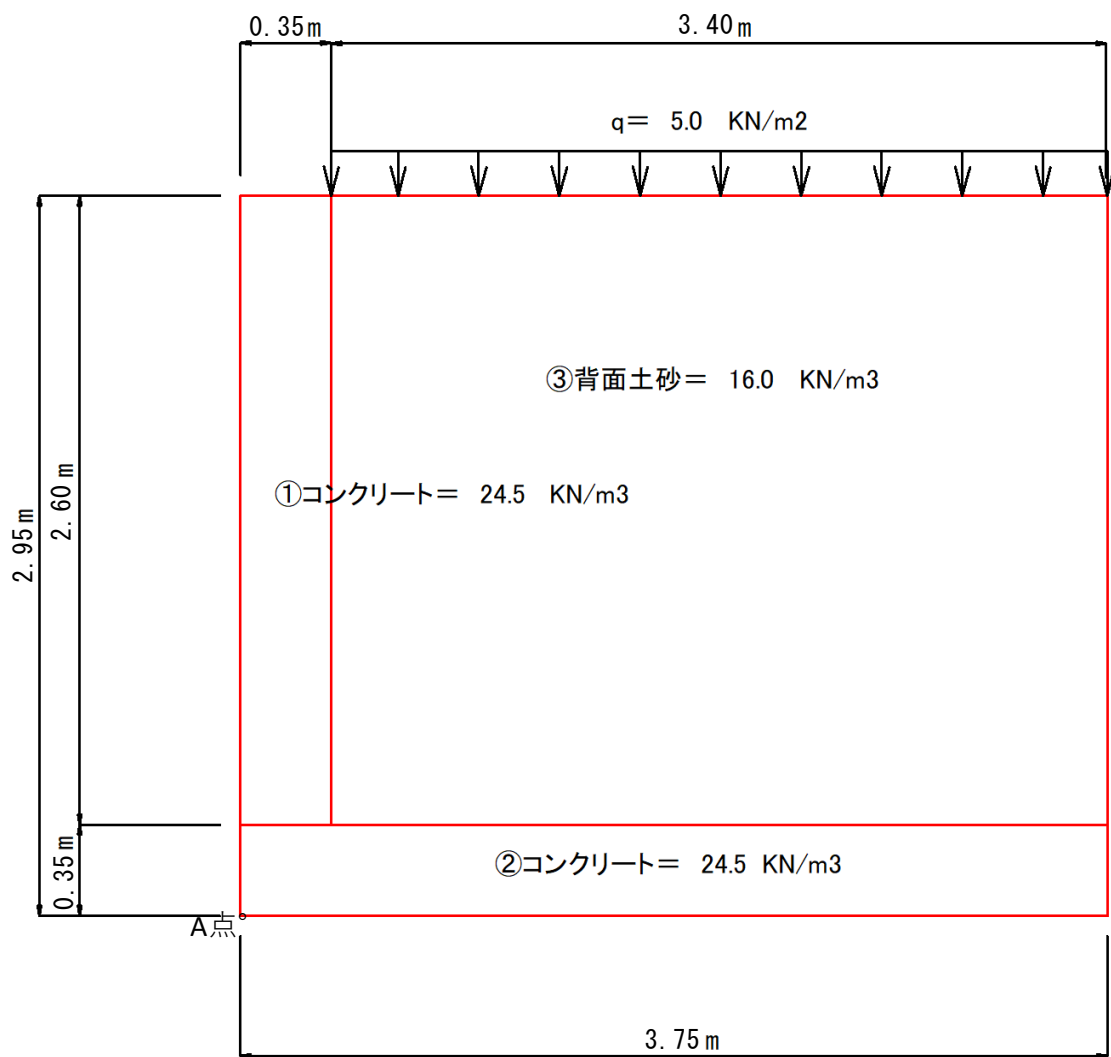 0.35m
3.40m
q＝ 5.0 KN/m2
③背面土砂＝ 16.0 KN/m3
①コンクリート＝ 24.5 KN/m3
2.95m
2.60m
0.35m
②コンクリート＝ 24.5 KN/m3
A点
3.75m